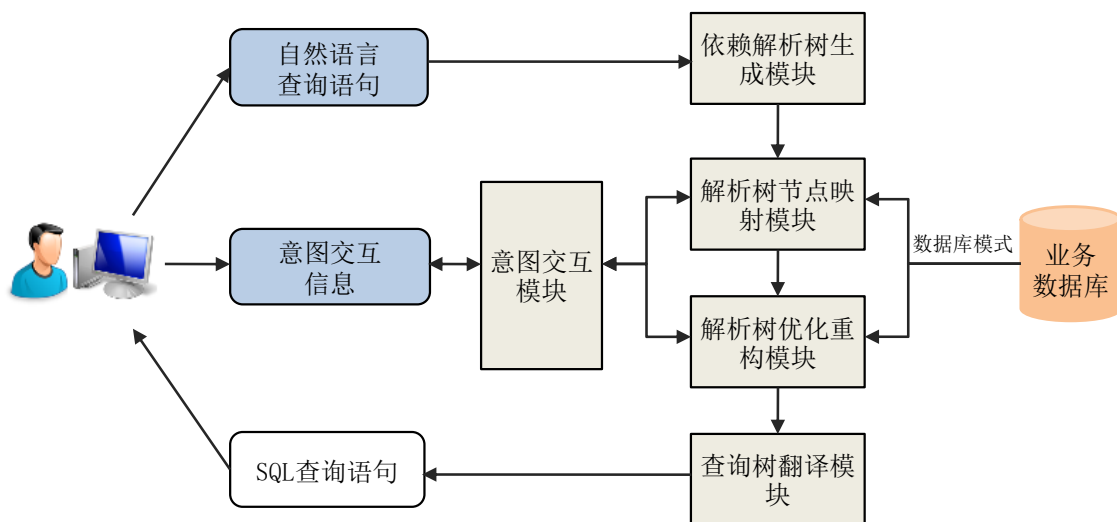 自然语言
查询语句
依赖解析树生
成模块
解析树节点映
射模块
意图交互
信息
意图交互
模块
数据库模式
业务
数据库
解析树优化重
构模块
SQL查询语句
查询树翻译模
块